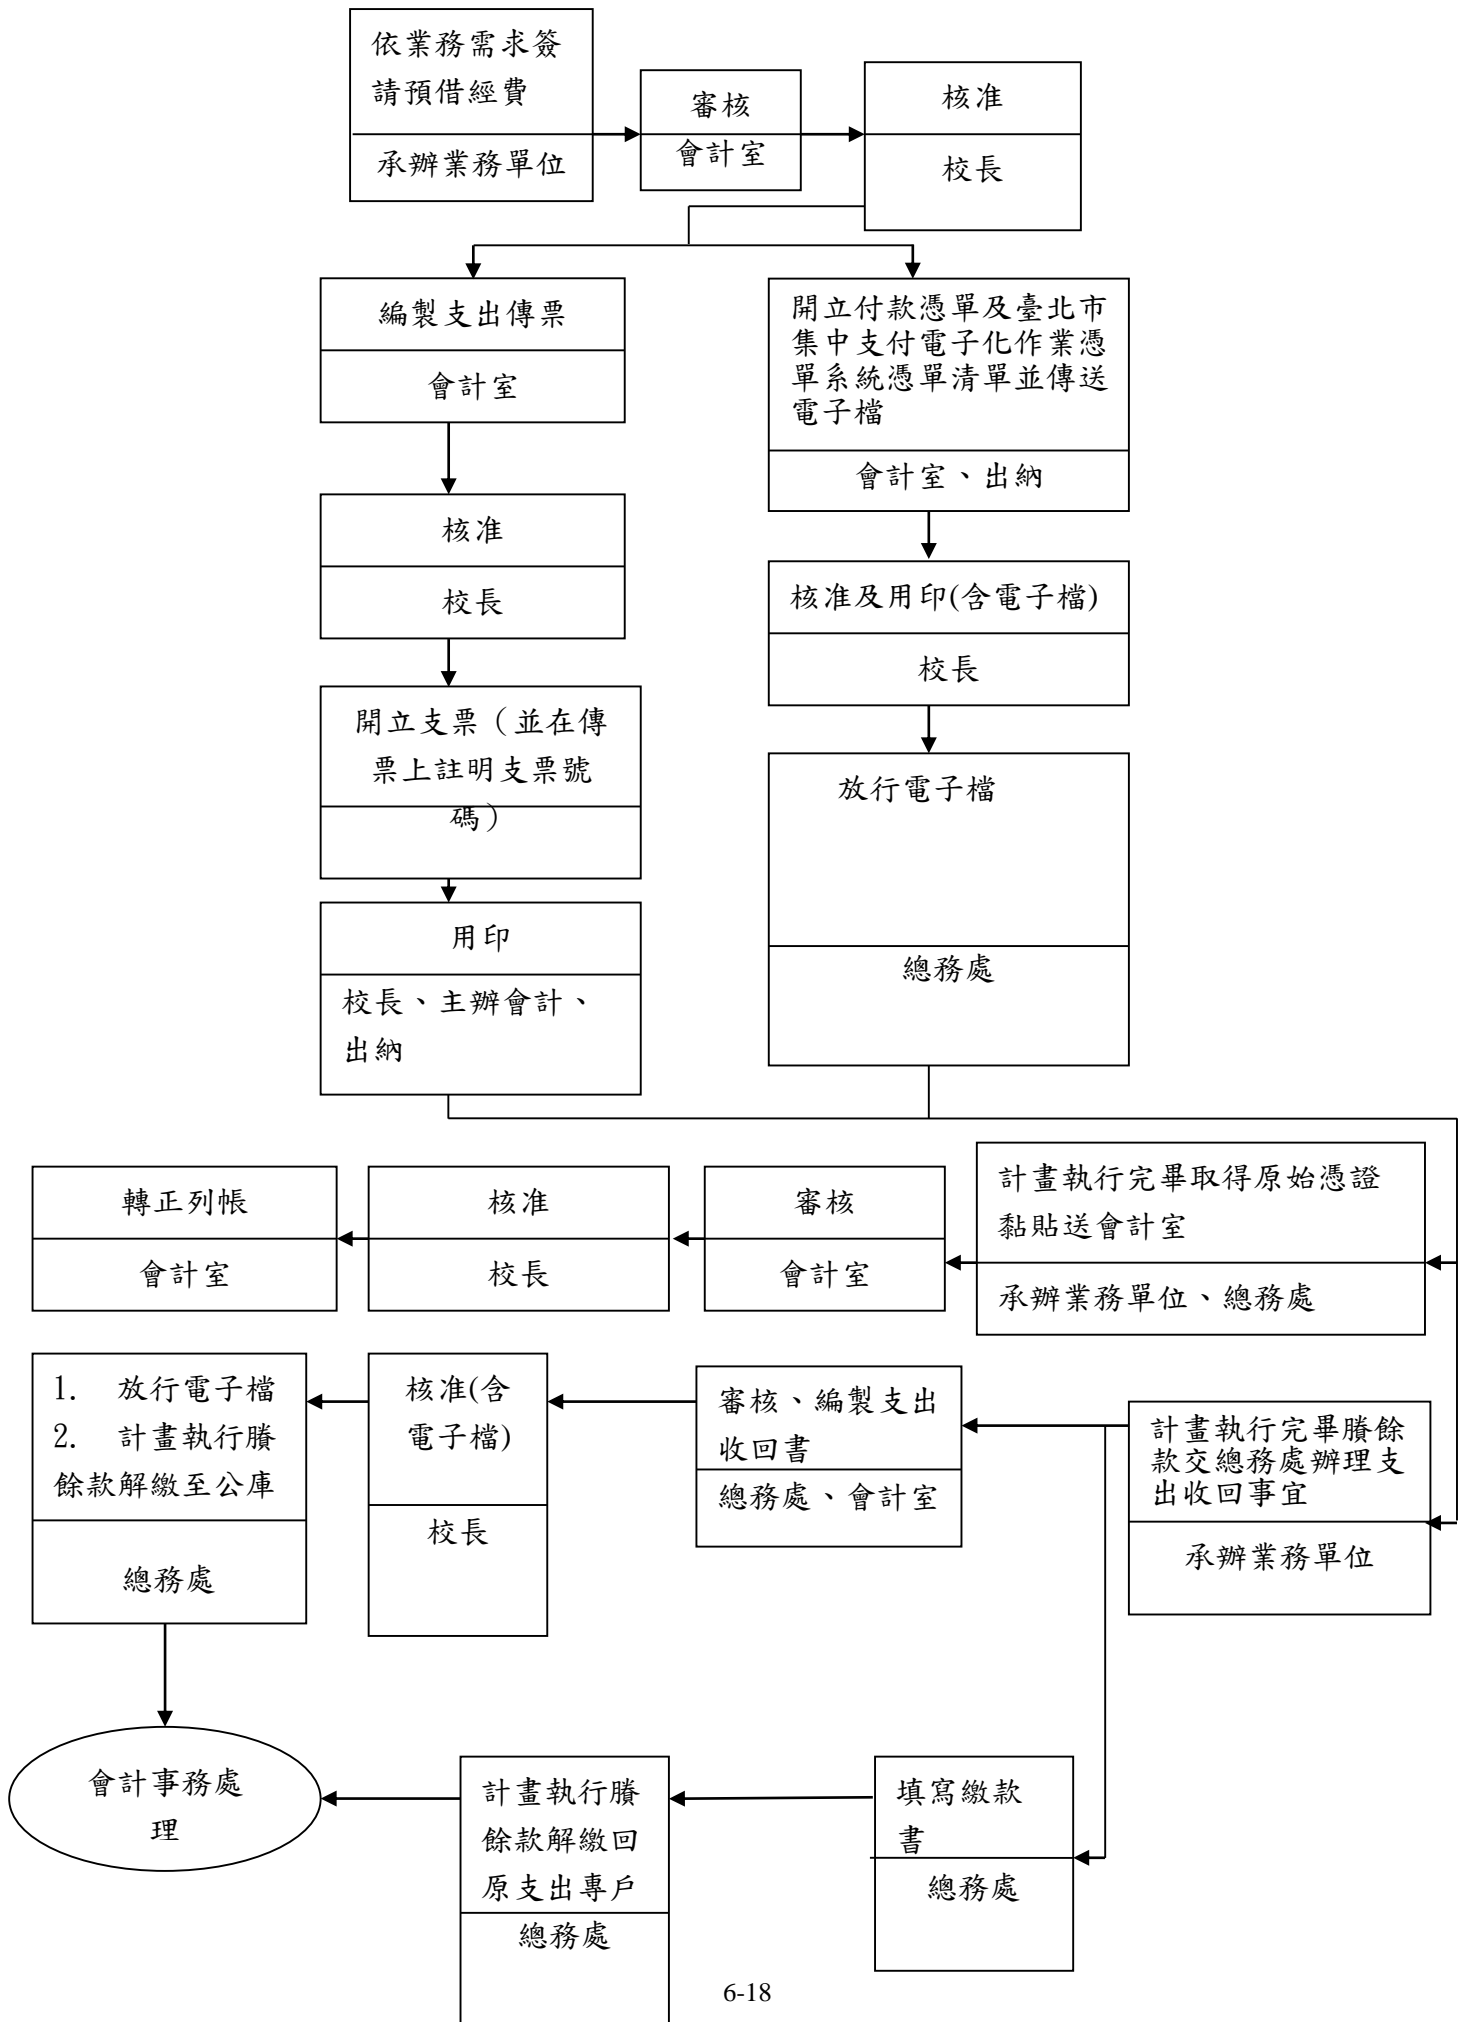 依業務需求簽
請預借經費
承辦業務單位
審核
會計室
核准
校長
編製支出傳票
會計室
核准
校長
開立支票（並在傳
票上註明支票號
碼）
用印
校長、主辦會計、
出納
開立付款憑單及臺北市
集中支付電子化作業憑
單系統憑單清單並傳送
電子檔
會計室、出納
核准及用印(含電子檔)
校長
放行電子檔
總務處
計畫執行完畢取得原始憑證
黏貼送會計室
承辦業務單位、總務處
審核
會計室
核准
校長
轉正列帳
會計室
計畫執行完畢賸餘
款交總務處辦理支
出收回事宜
承辦業務單位
審核、編製支出
收回書
總務處、會計室
核准(含
電子檔)
校長
1. 放行電子檔
2. 計畫執行賸
餘款解繳至公庫
總務處
填寫繳款
書
總務處
計畫執行賸
餘款解繳回
原支出專戶
總務處
會計事務處
理
6-18